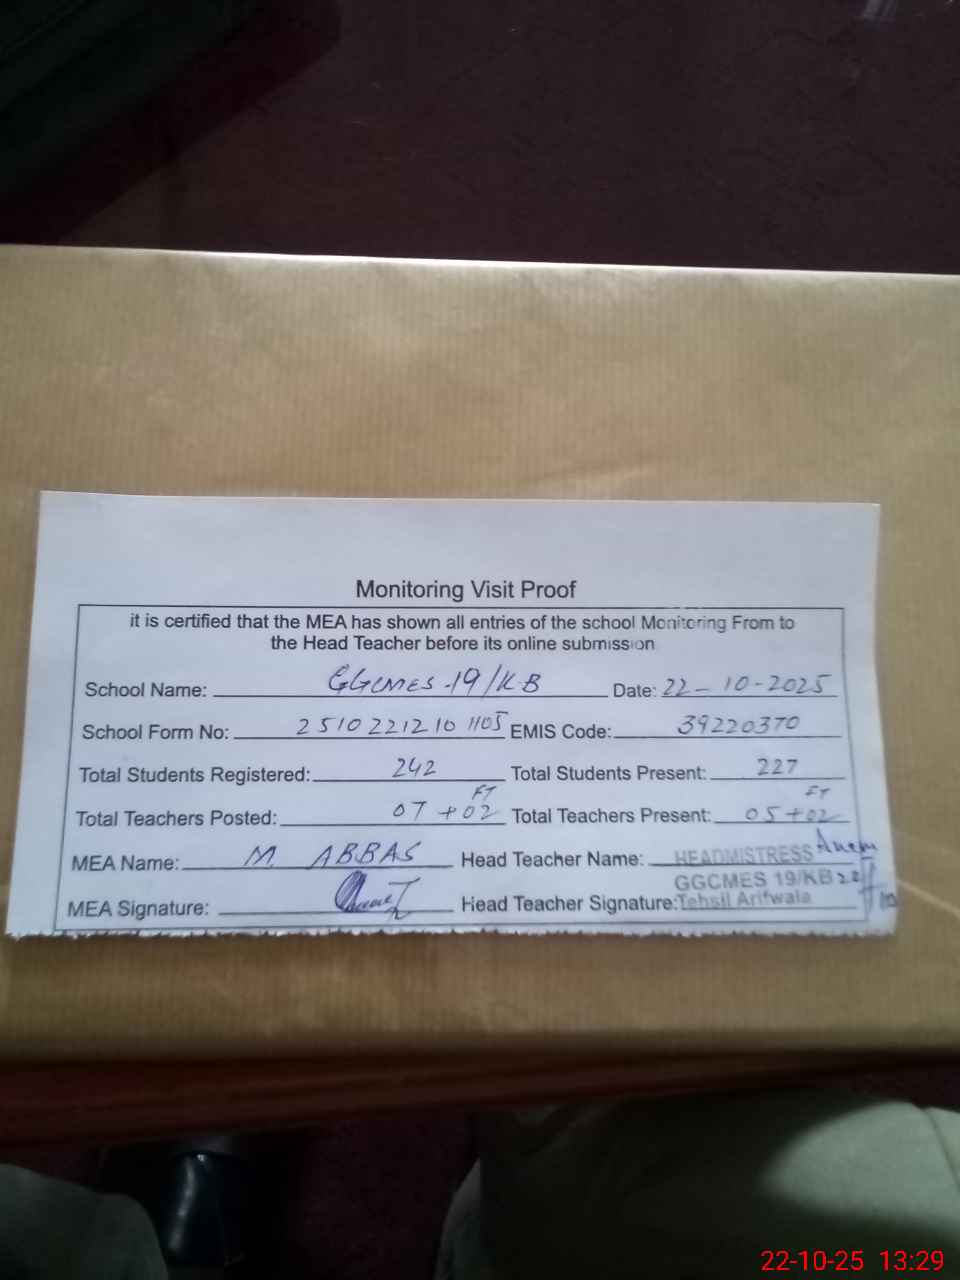 Monitoring Visit Proof
it is certified that the MEA has shown all entries of the school Monitoring From to
the Head Teacher before its online submission
School Name: GGCMES-19/KB Date: 22-10-2025
School Form No: 2510221210 1105 EMIS Code: 39220370
Total Students Registered: 242 Total Students Present: 227
FT FT
Total Teachers Posted: 07+02 Total Teachers Present: 05+02
MEA Name: M. ABBAS Head Teacher Name: HEADMISTRESS
GGCMES 19/KB
MEA Signature: Head Teacher Signature: Tehsil Arifwala
22-10-25 13:29